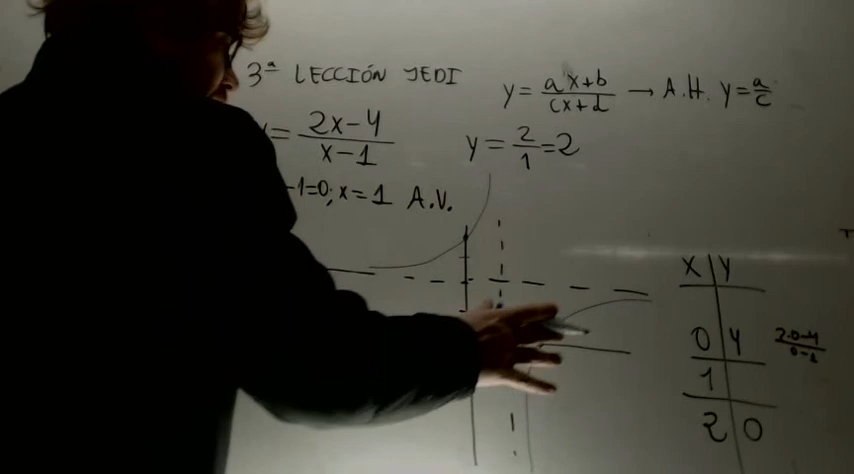 3ª LECCIÓN JEDI
y = ax+b / cx+d → A.H. y = a/c
= 2x-4 / x-1
y = 2/1 = 2
-1=0; x=1 A.V.
X | Y
0 | 4
2·0-4 / 0-1
1 |
2 | 0